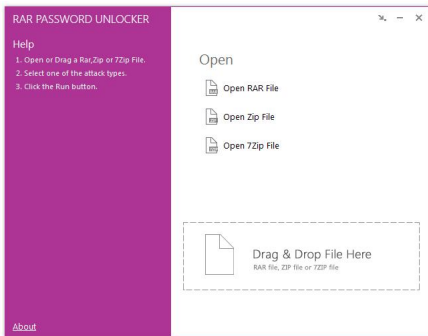 RAR PASSWORD UNLOCKER
Help
1. Open or Drag a Rar,Zip or 7Zip File.
2. Select one of the attack types.
3. Click the Run button.
Open
Open RAR File
Open Zip File
Open 7Zip File
Drag & Drop File Here
RAR file, ZIP file or 7ZIP file
About